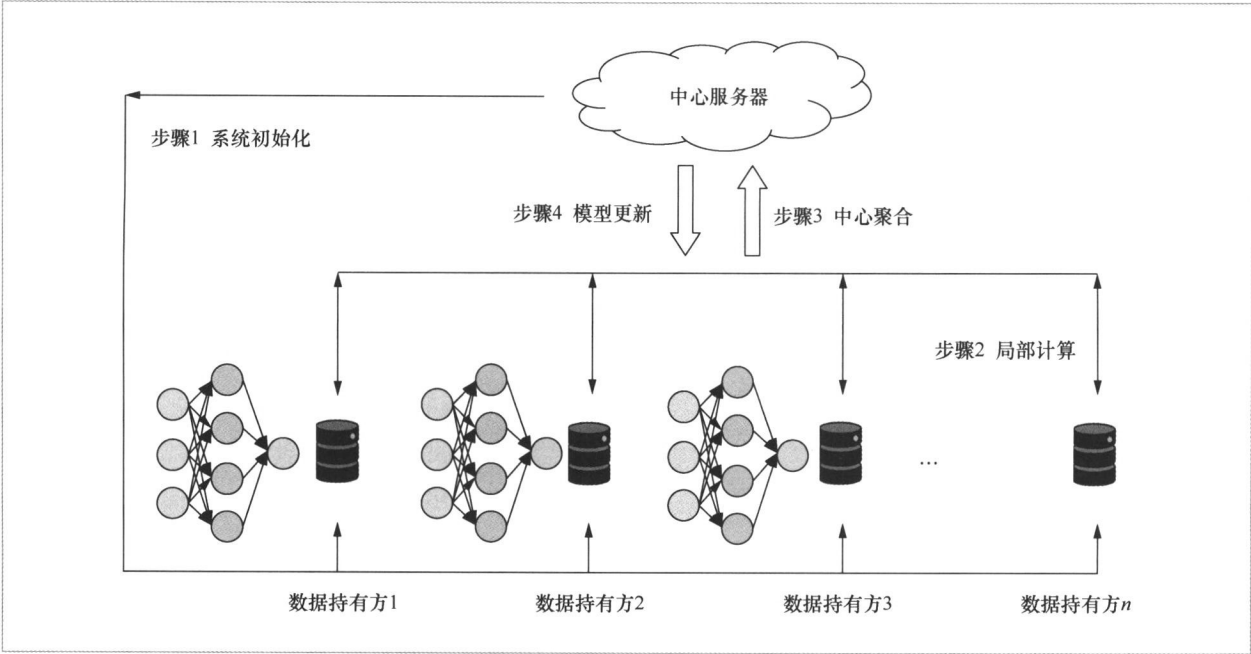 中心服务器
步骤1 系统初始化
步骤4 模型更新
步骤3 中心聚合
步骤2 局部计算
…
数据持有方1
数据持有方2
数据持有方3
数据持有方n